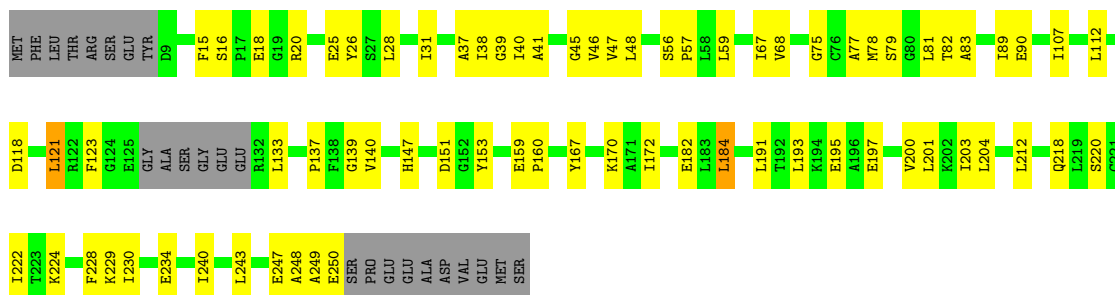 MET PHE LEU THR ARG SER GLU TYR D9 F15 S16 P17 E18 G19 R20 E25 Y26 S27 L28 I31 A37 I38 G39 I40 A41 G45 V46 V47 L48 S56 P57 L58 L59 I67 V68 G75 C76 A77 M78 S79 G80 L81 T82 A83 I89 E90 I107 L112
D118 L121 R122 F123 G124 E125 GLY ALA SER GLY GLU GLU R132 L133 P137 F138 G139 V140 H147 D151 G152 Y153 E159 P160 Y167 K170 A171 I172 E182 L183 L184 L191 T192 L193 K194 E195 A196 E197 V200 L201 K202 I203 L204 L212 Q218 L219 S220
I222 T223 K224 F228 K229 I230 E234 I240 L243 E247 A248 A249 E250 SER PRO GLU GLU ALA ASP VAL GLU MET SER